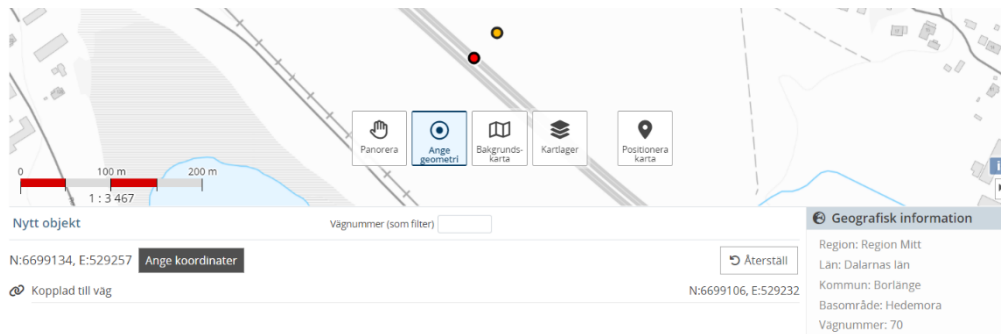 Panorera
Ange
geometri
Bakgrunds-
karta
Kartlager
Positionera
karta
0 100 m 200 m
1 : 3 467
i
Nytt objekt
Vägnummer (som filter)
Geografisk information
N:6699134, E:529257
Ange koordinater
Återställ
Kopplad till väg
N:6699106, E:529232
Region: Region Mitt
Län: Dalarnas län
Kommun: Borlänge
Basområde: Hedemora
Vägnummer: 70